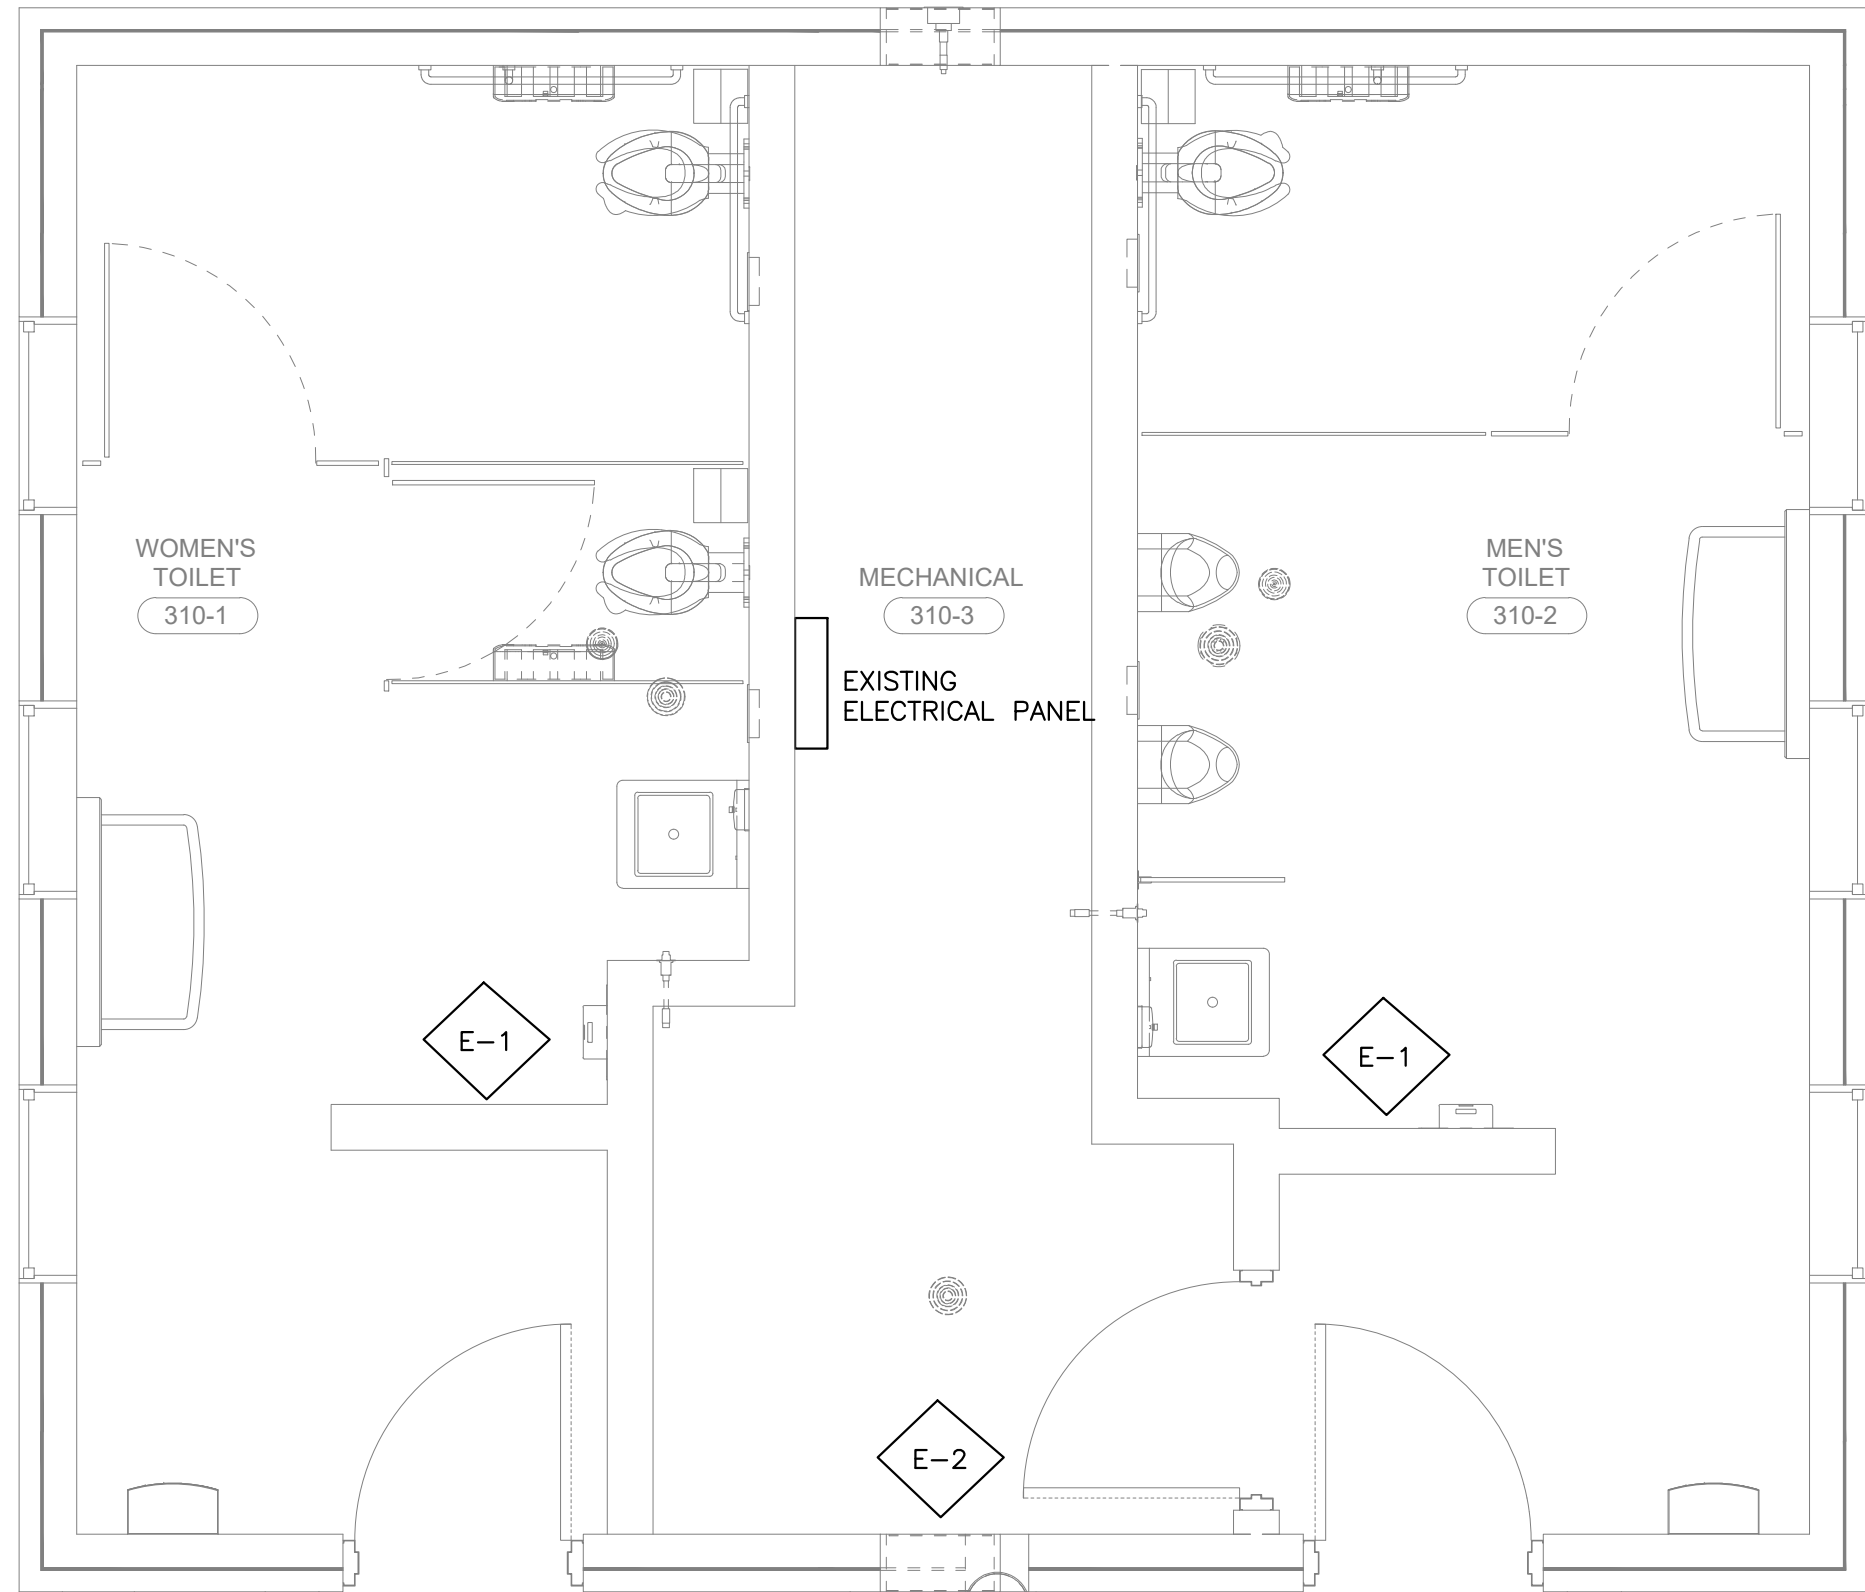 WOMEN'S
TOILET
310-1
MECHANICAL
310-3
MEN'S
TOILET
310-2
EXISTING
ELECTRICAL PANEL
E-1
E-1
E-2